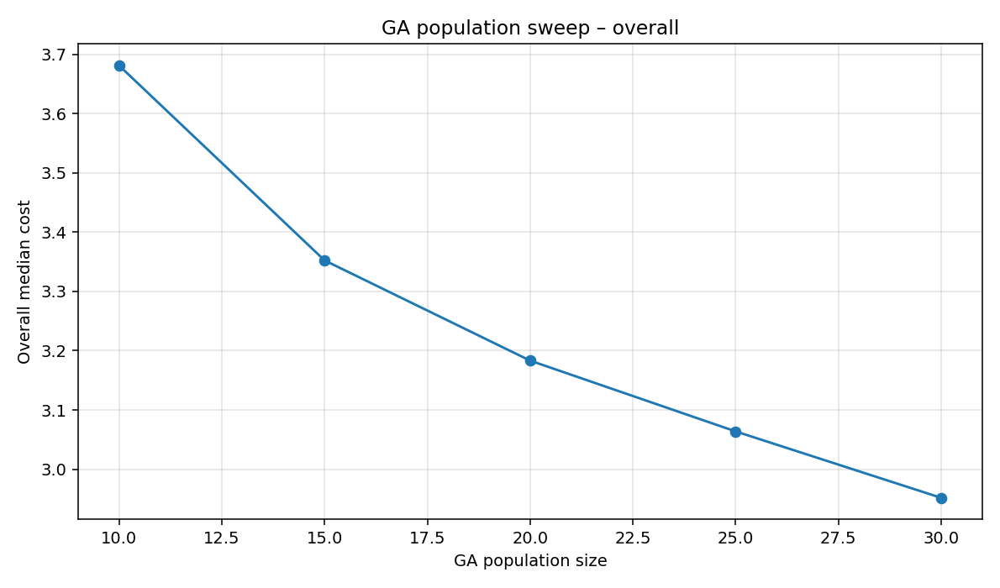 GA population sweep – overall
Overall median cost
3.7
3.6
3.5
3.4
3.3
3.2
3.1
3.0
10.0 12.5 15.0 17.5 20.0 22.5 25.0 27.5 30.0
GA population size